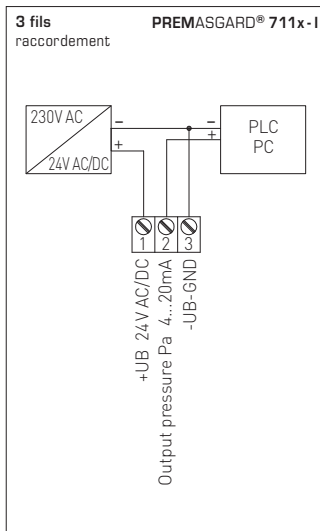 3 fils
raccordement
PREMASGARD® 711x - I
230V AC
24V AC/DC
–
+
–
+
PLC
PC
1
2
3
+UB 24V AC/DC
Output pressure Pa 4...20mA
-UB-GND